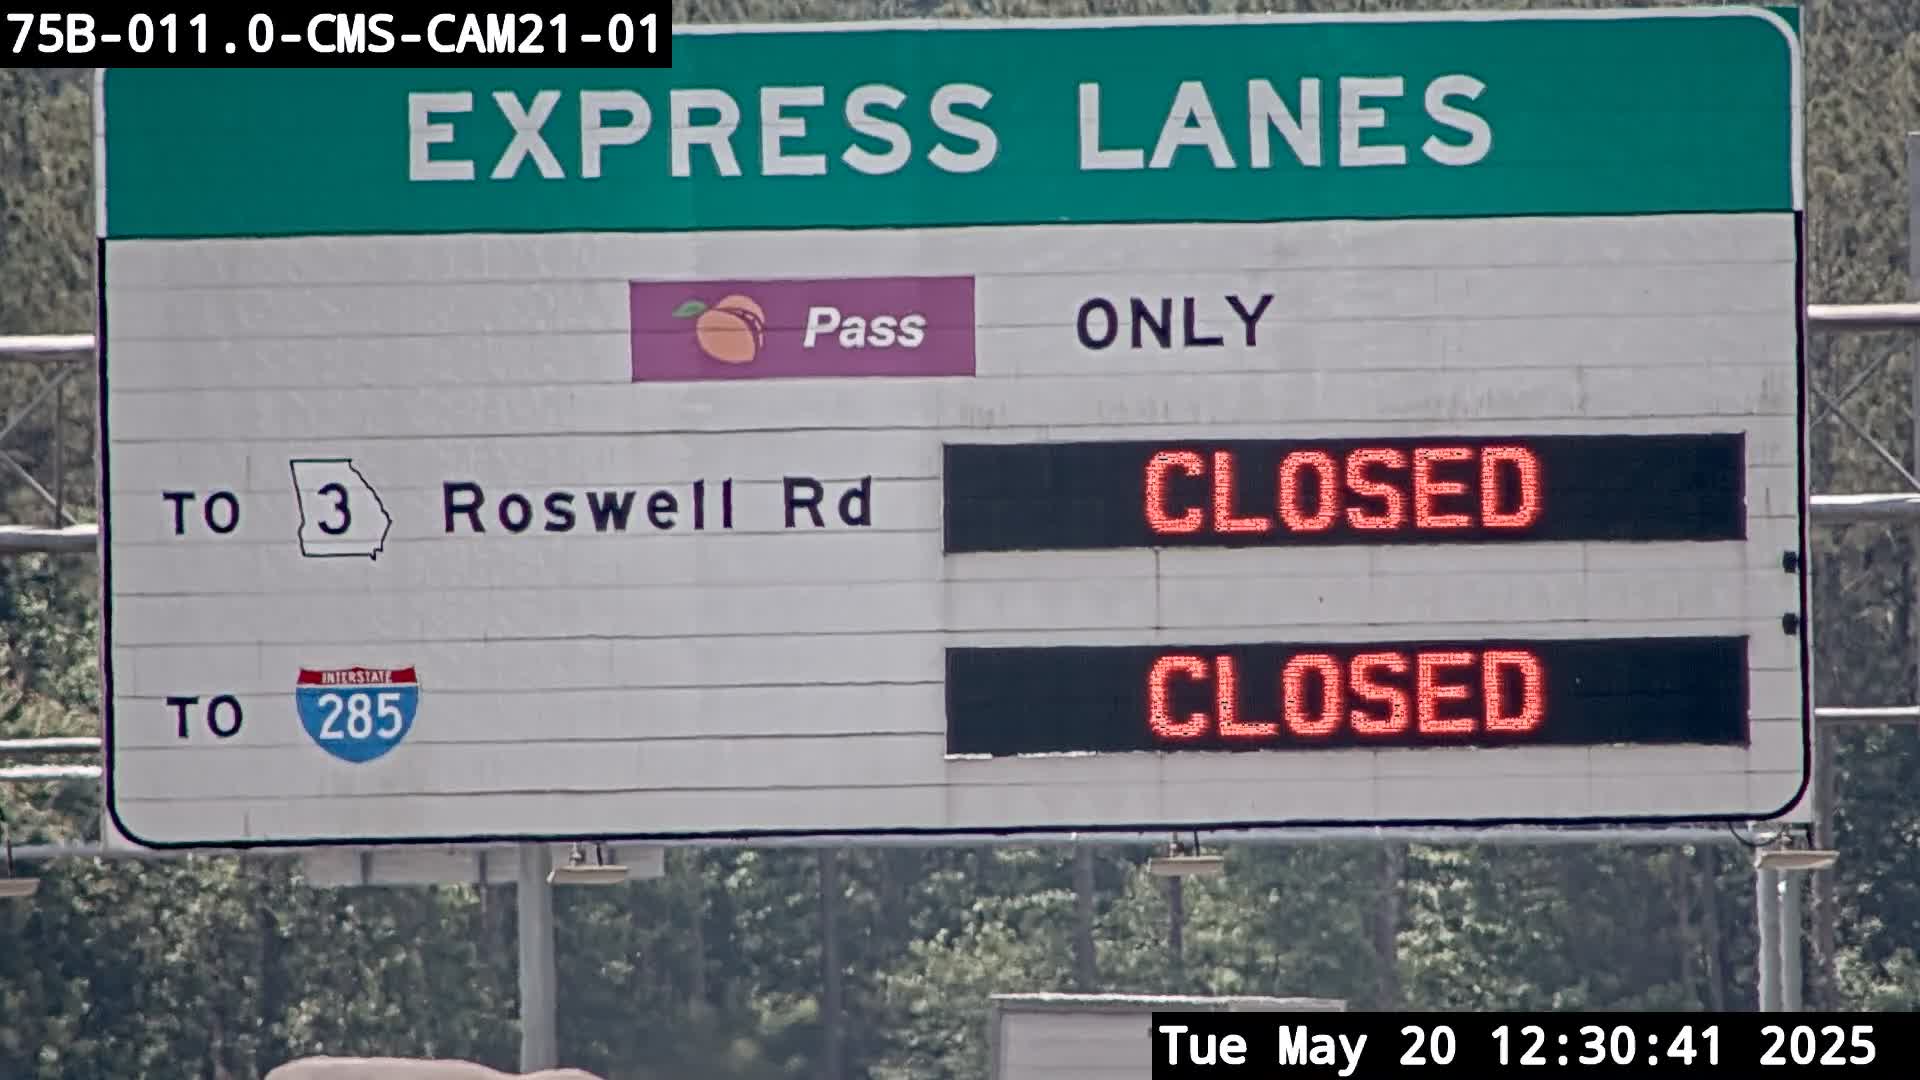 75B-011.0-CMS-CAM21-01
EXPRESS LANES
Pass ONLY
TO 3 Roswell Rd CLOSED
INTERSTATE
TO 285 CLOSED
Tue May 20 12:30:41 2025